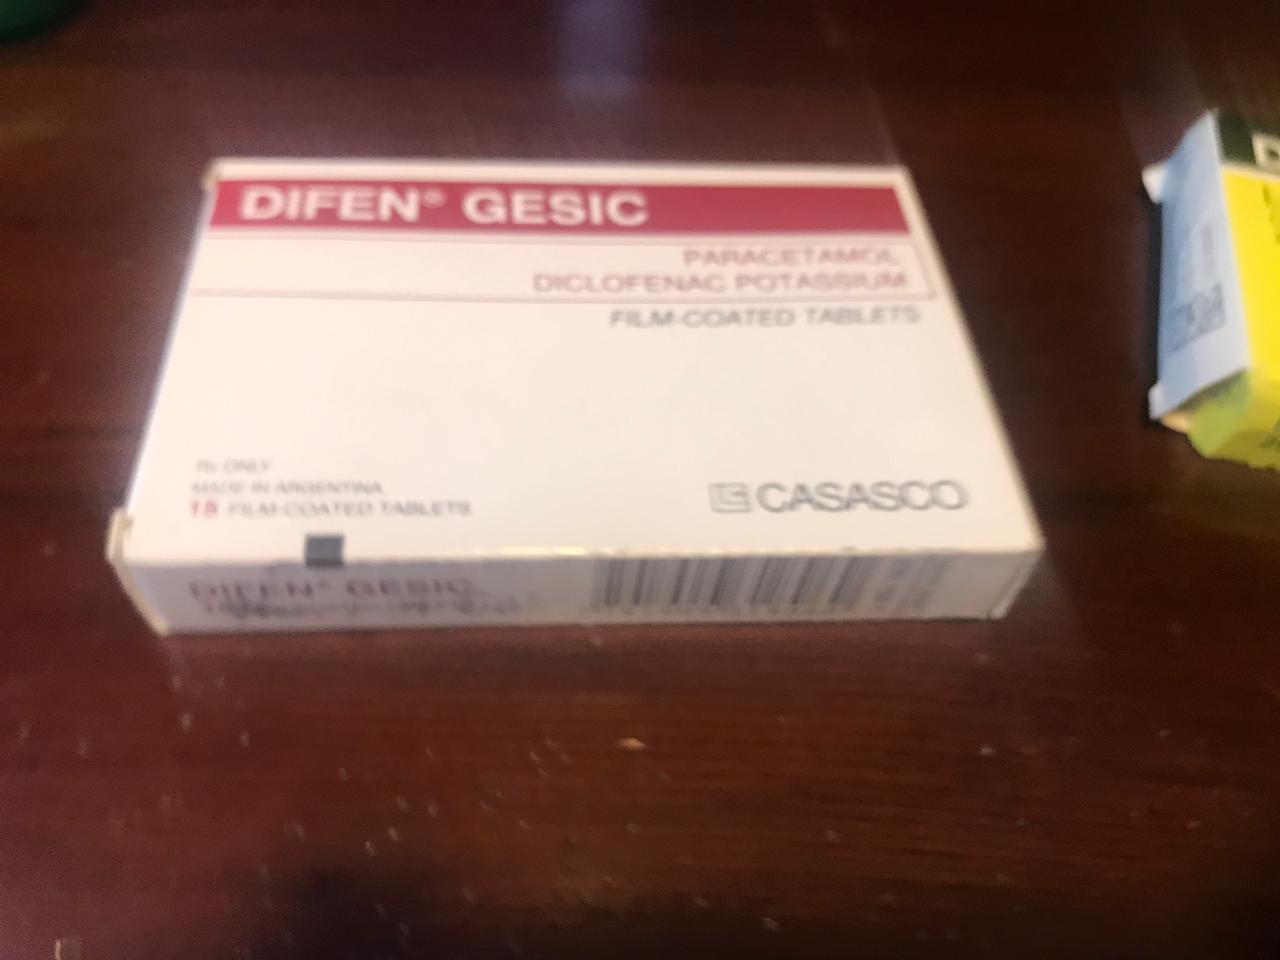 DIFEN® GESIC
PARACETAMOL
DICLOFENAC POTASSIUM
FILM-COATED TABLETS
Rx ONLY
MADE IN ARGENTINA
15 FILM-COATED TABLETS
CASASCO
DIFEN® GESIC